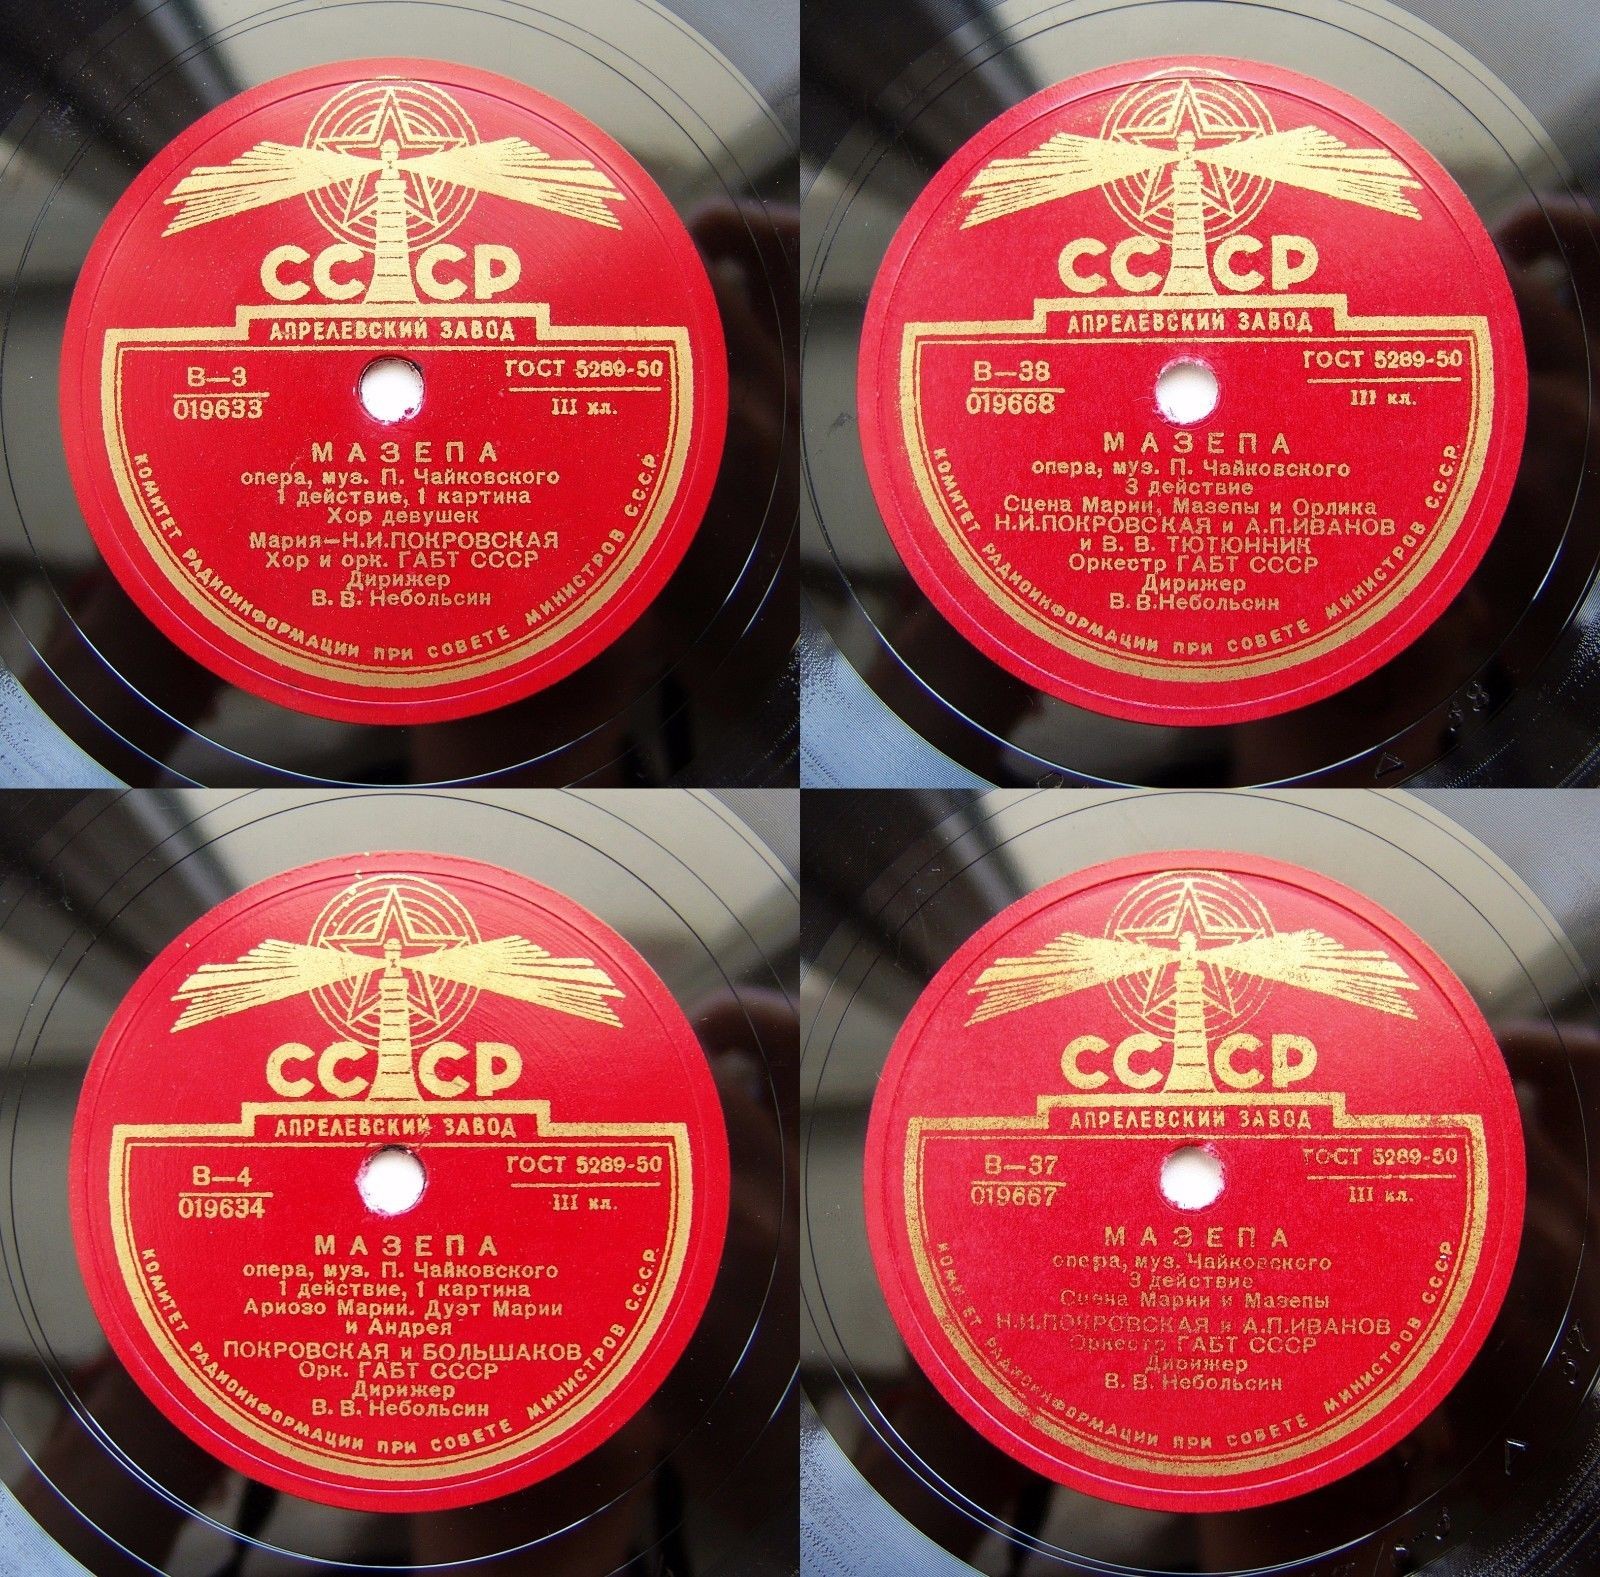 СССР
АПРЕЛЕВСКИЙ ЗАВОД
В—3
019633
ГОСТ 5289-50
III кл.
МАЗЕПА
опера, муз. П. Чайковского
1 действие, 1 картина
Хор девушек
Мария—Н.И.ПОКРОВСКАЯ
Хор и орк. ГАБТ СССР
Дирижер
В. В. Небольсин
КОМИТЕТ РАДИОИНФОРМАЦИИ ПРИ СОВЕТЕ МИНИСТРОВ С.С.С.Р.
СССР
АПРЕЛЕВСКИЙ ЗАВОД
В—38
019668
ГОСТ 5289-50
III кл.
МАЗЕПА
опера, муз. П. Чайковского
3 действие
Сцена Марии, Мазепы и Орлика
Н.И.ПОКРОВСКАЯ и А.П.ИВАНОВ
и В. В. ТЮТЮННИК
Оркестр ГАБТ СССР
Дирижер
В. В. Небольсин
КОМИТЕТ РАДИОИНФОРМАЦИИ ПРИ СОВЕТЕ МИНИСТРОВ С.С.С.Р.
38
СССР
АПРЕЛЕВСКИЙ ЗАВОД
В—4
019634
ГОСТ 5289-50
III кл.
МАЗЕПА
опера, муз. П. Чайковского
1 действие, 1 картина
Ариозо Марии. Дуэт Марии
и Андрея
ПОКРОВСКАЯ и БОЛЬШАКОВ
Орк. ГАБТ СССР
Дирижер
В. В. Небольсин
КОМИТЕТ РАДИОИНФОРМАЦИИ ПРИ СОВЕТЕ МИНИСТРОВ С.С.С.Р.
СССР
АПРЕЛЕВСКИЙ ЗАВОД
В—37
019667
ГОСТ 5289-50
III кл.
МАЗЕПА
опера, муз. Чайковского
3 действие
Сцена Марии и Мазепы
Н.И.ПОКРОВСКАЯ и А.П.ИВАНОВ
Оркестр ГАБТ СССР
Дирижер
В. В. Небольсин
КОМИТЕТ РАДИОИНФОРМАЦИИ ПРИ СОВЕТЕ МИНИСТРОВ С.С.С.Р.
37